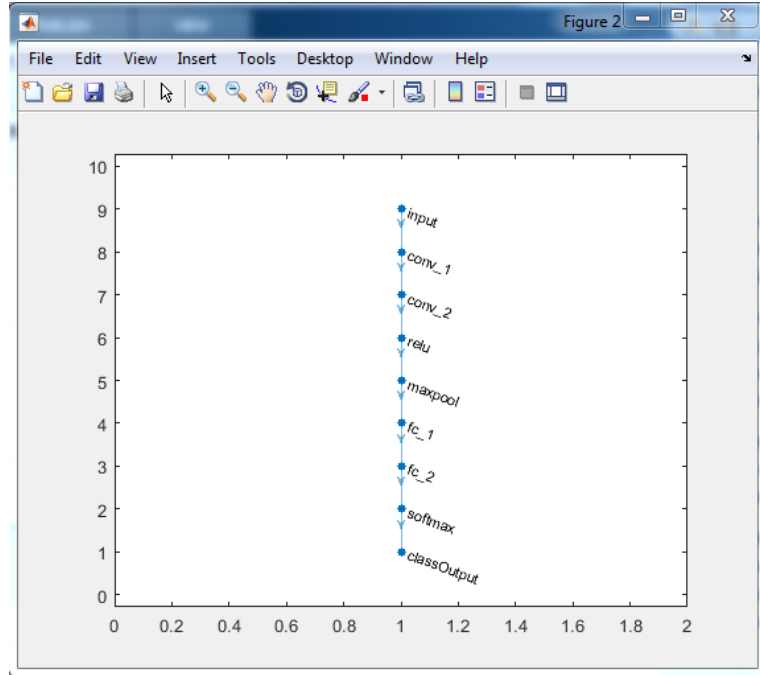 Figure 2
File Edit View Insert Tools Desktop Window Help
10
9
8
7
6
5
4
3
2
1
0
input
conv_1
conv_2
relu
maxpool
fc_1
fc_2
softmax
classOutput
0 0.2 0.4 0.6 0.8 1 1.2 1.4 1.6 1.8 2